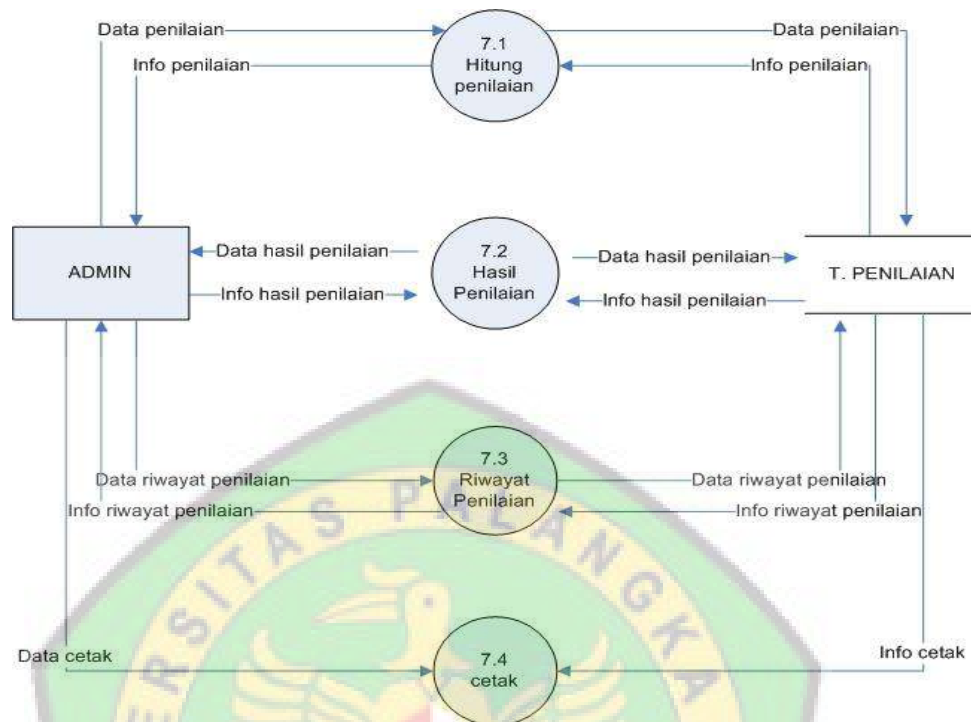 Data penilaian
7.1
Hitung
penilaian
Data penilaian
Info penilaian
Info penilaian
ADMIN
Data hasil penilaian
Info hasil penilaian
7.2
Hasil
Penilaian
Data hasil penilaian
Info hasil penilaian
T. PENILAIAN
Data riwayat penilaian
Info riwayat penilaian
7.3
Riwayat
Penilaian
Data riwayat penilaian
Info riwayat penilaian
ERSITAS PALANGKA
Data cetak
7.4
cetak
Info cetak